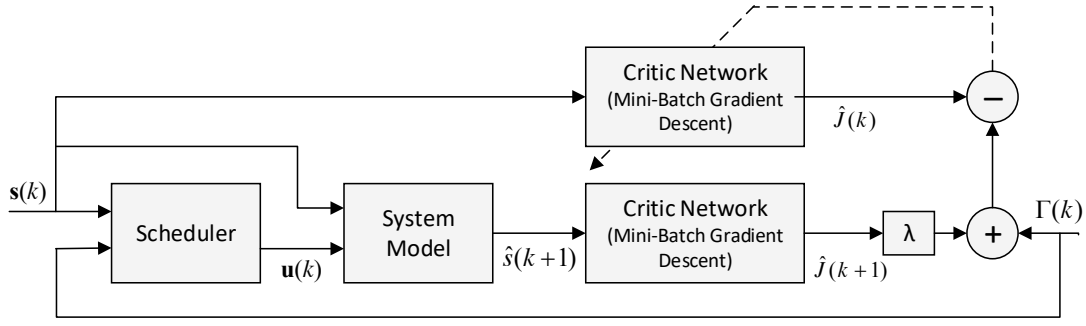 Critic Network
(Mini-Batch Gradient
Descent)
−
Ĵ(k)
s(k)
Scheduler
u(k)
System
Model
ŝ(k+1)
Critic Network
(Mini-Batch Gradient
Descent)
Ĵ(k+1)
λ
+
Γ(k)